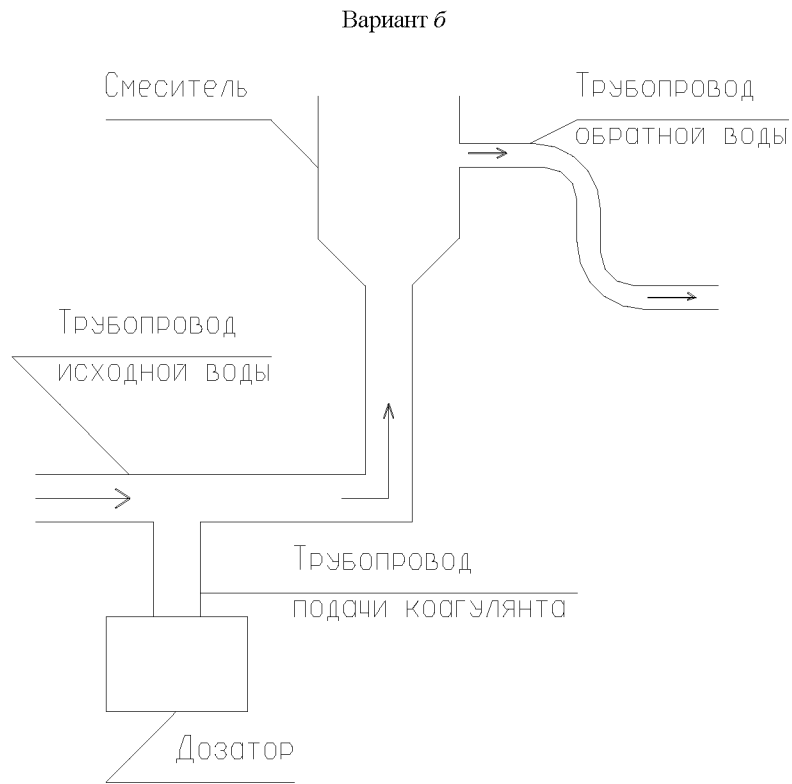 Вариант б
Смеситель
Трубопровод
обратной воды
Трубопровод
исходной воды
Трубопровод
подачи коагулянта
Дозатор